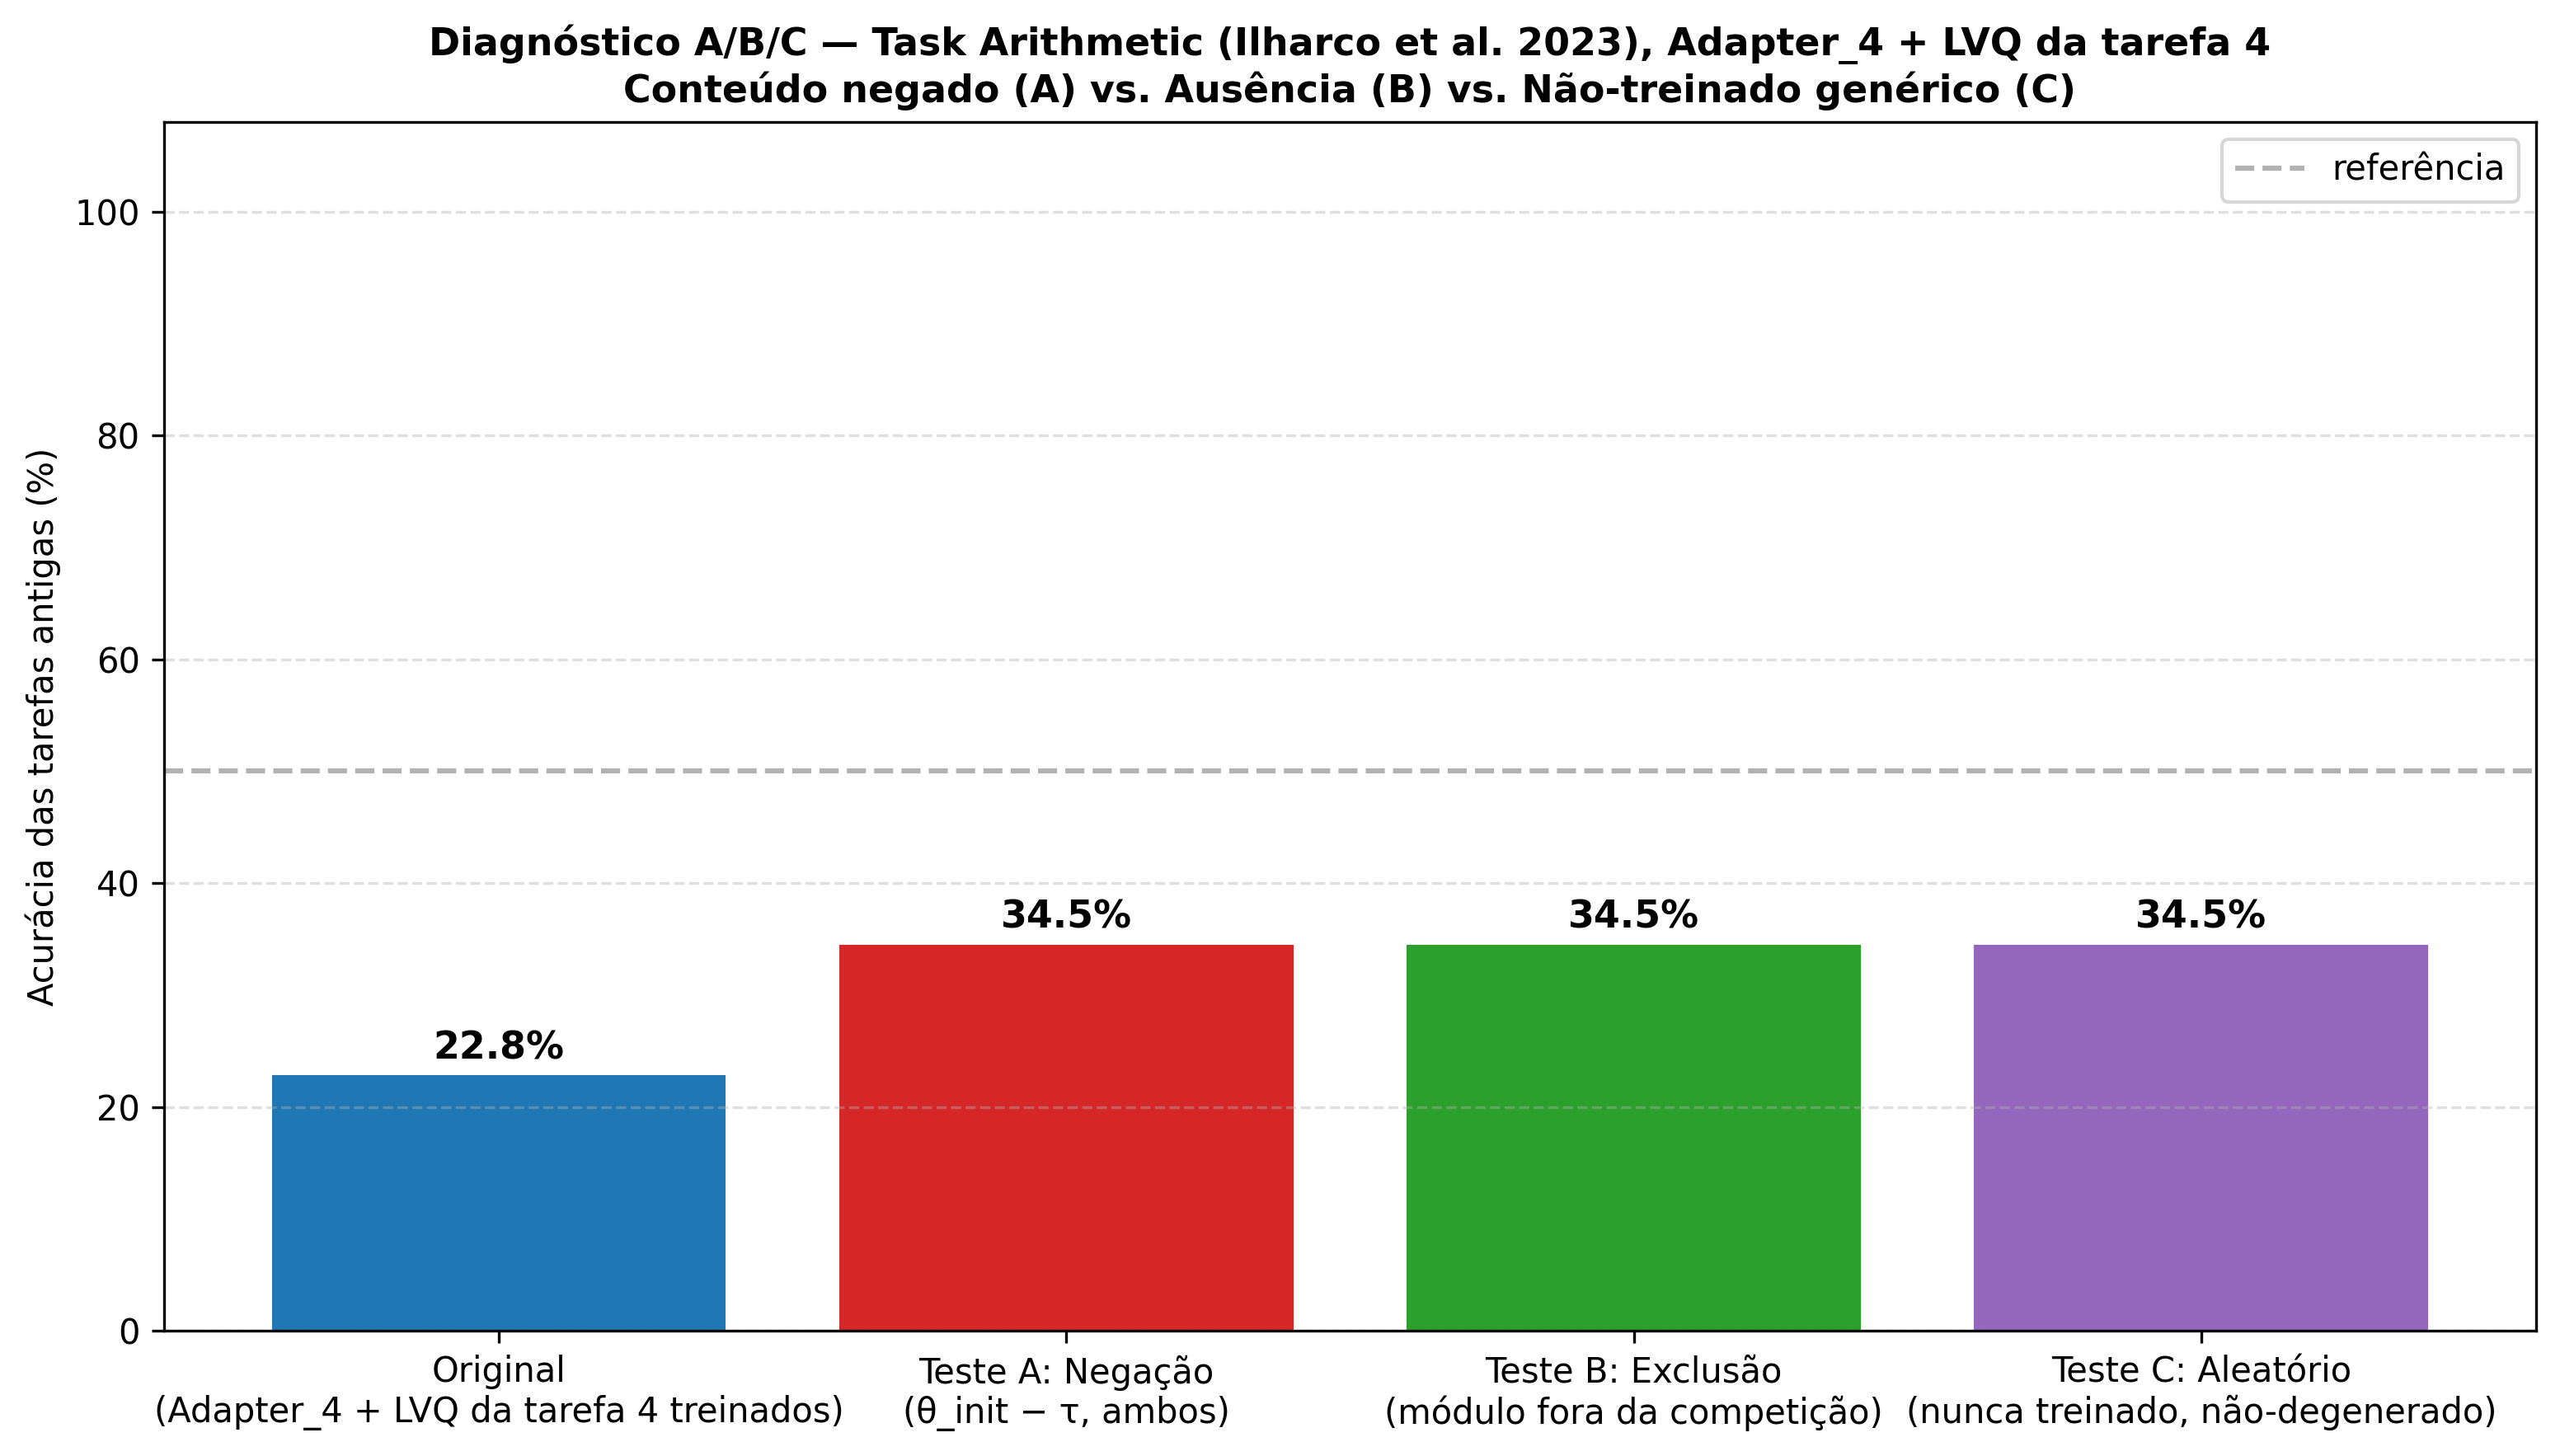 Diagnóstico A/B/C — Task Arithmetic (Ilharco et al. 2023), Adapter_4 + LVQ da tarefa 4
Conteúdo negado (A) vs. Ausência (B) vs. Não-treinado genérico (C)
referência
Acurácia das tarefas antigas (%)
100
80
60
40
20
0
22.8%
34.5%
34.5%
34.5%
Original
(Adapter_4 + LVQ da tarefa 4 treinados)
Teste A: Negação
(θ_init − τ, ambos)
Teste B: Exclusão
(módulo fora da competição)
Teste C: Aleatório
(nunca treinado, não-degenerado)